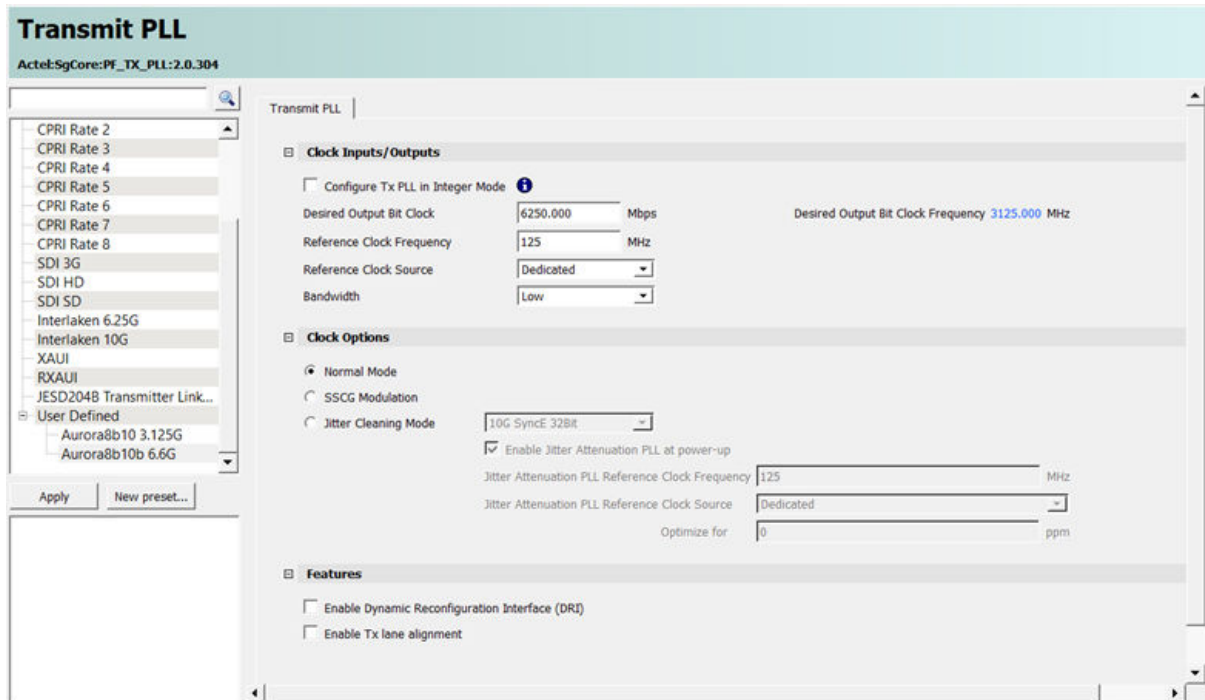 Transmit PLL
Actel:SgCore:PF_TX_PLL:2.0.304
CPRI Rate 2
CPRI Rate 3
CPRI Rate 4
CPRI Rate 5
CPRI Rate 6
CPRI Rate 7
CPRI Rate 8
SDI 3G
SDI HD
SDI SD
Interlaken 6.25G
Interlaken 10G
XAUI
RXAUI
JESD204B Transmitter Link...
User Defined
Aurora8b10 3.125G
Aurora8b10b 6.6G
Apply New preset...
Transmit PLL
Clock Inputs/Outputs
Configure Tx PLL in Integer Mode
Desired Output Bit Clock 6250.000 Mbps Desired Output Bit Clock Frequency 3125.000 MHz
Reference Clock Frequency 125 MHz
Reference Clock Source Dedicated
Bandwidth Low
Clock Options
Normal Mode
SSCG Modulation
Jitter Cleaning Mode 10G SyncE 32Bit
Enable Jitter Attenuation PLL at power-up
Jitter Attenuation PLL Reference Clock Frequency 125 MHz
Jitter Attenuation PLL Reference Clock Source Dedicated
Optimize for 0 ppm
Features
Enable Dynamic Reconfiguration Interface (DRI)
Enable Tx lane alignment